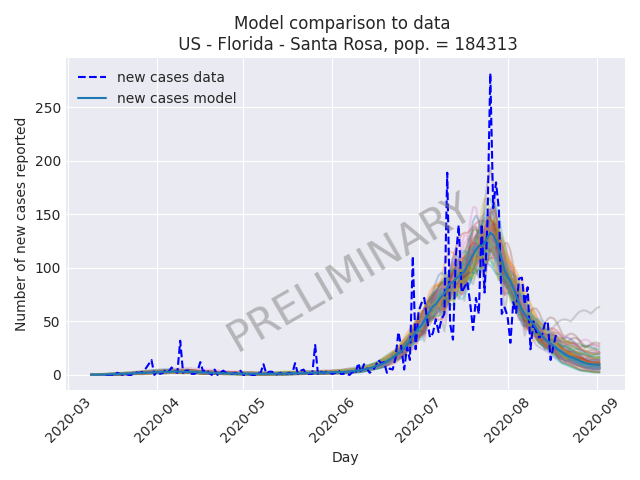 Model comparison to data
US - Florida - Santa Rosa, pop. = 184313
new cases data
new cases model
PRELIMINARY
Number of new cases reported
250
200
150
100
50
0
2020-03
2020-04
2020-05
2020-06
2020-07
2020-08
2020-09
Day